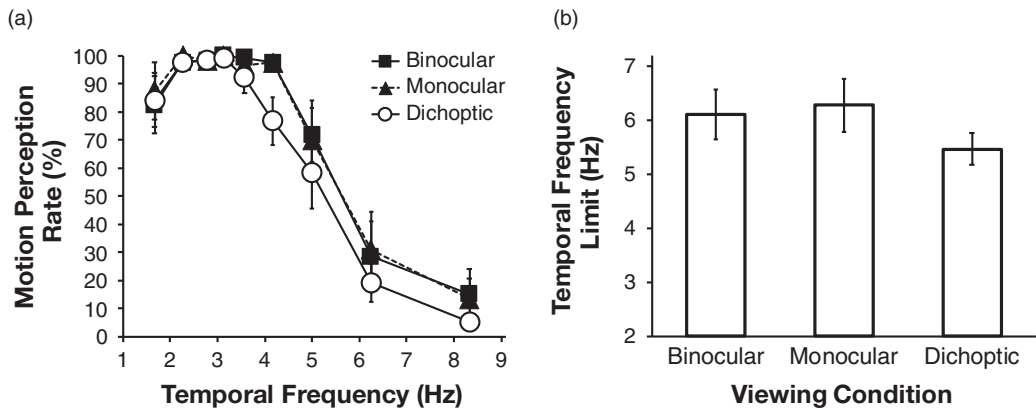 (a)
100
90
80
70
60
50
40
30
20
10
0
Motion Perception
Rate (%)
1 2 3 4 5 6 7 8 9
Temporal Frequency (Hz)
Binocular
Monocular
Dichoptic
(b)
7
6
5
4
3
2
Temporal Frequency
Limit (Hz)
Binocular Monocular Dichoptic
Viewing Condition